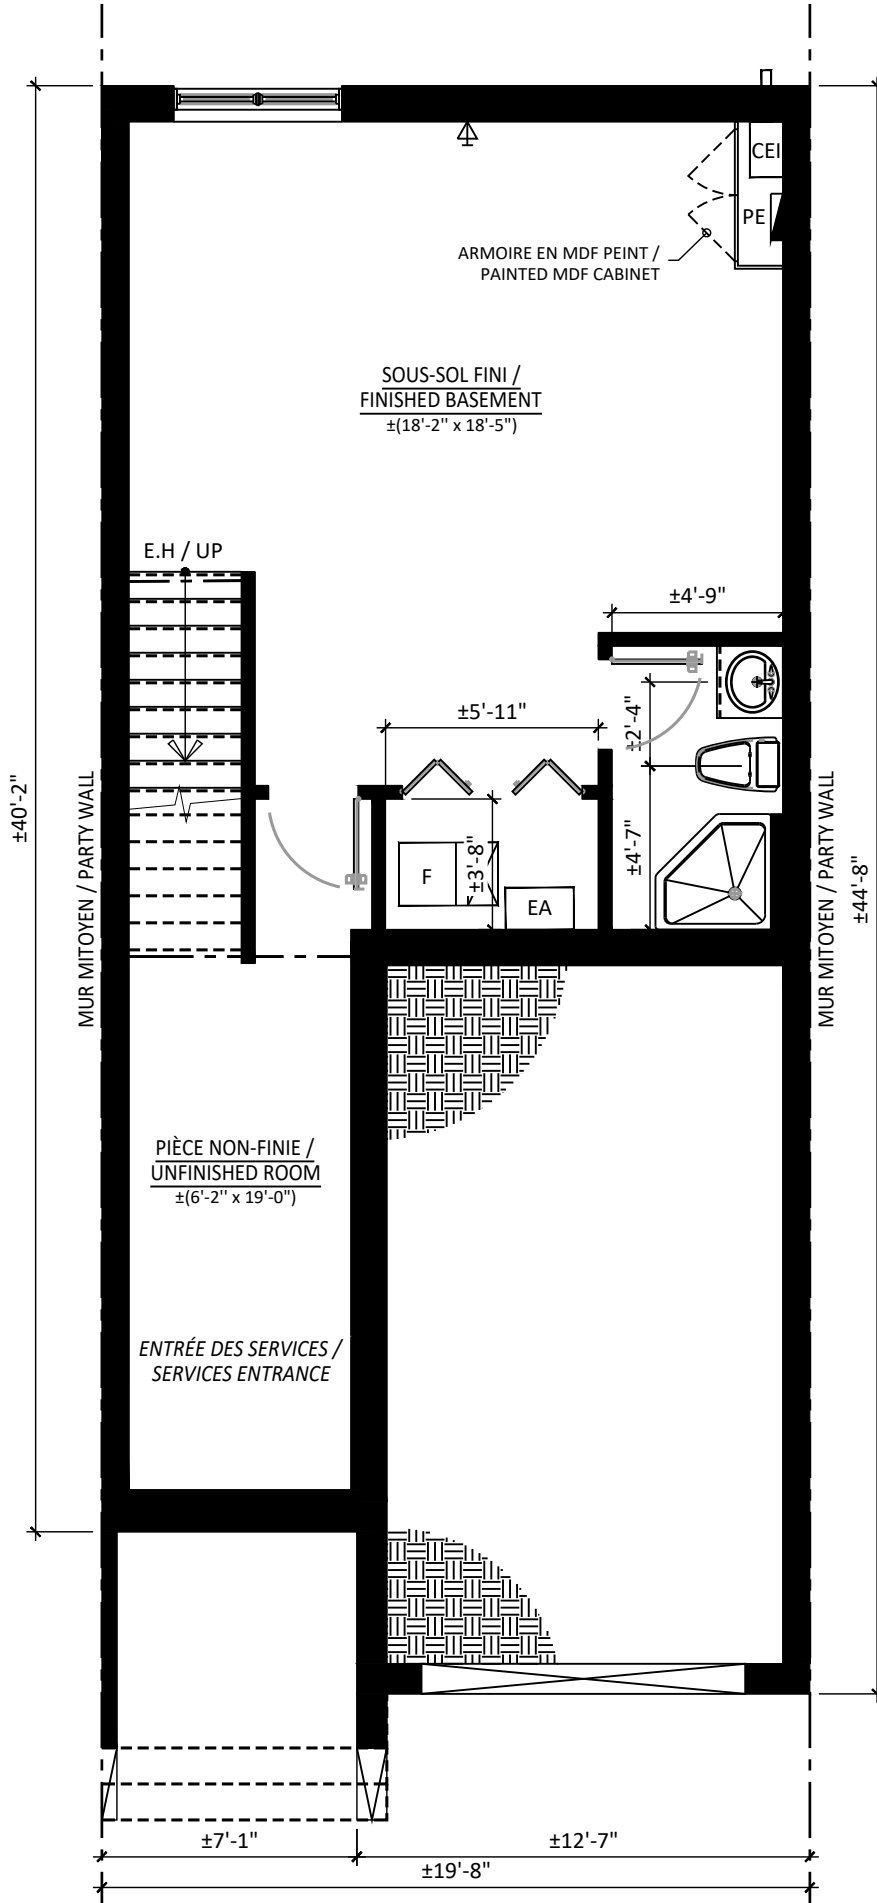 CEI
PE
ARMOIRE EN MDF PEINT /
PAINTED MDF CABINET
SOUS-SOL FINI /
FINISHED BASEMENT
±(18'-2'' x 18'-5")
E.H / UP
±4'-9"
±5'-11"
±2'-4"
±40'-2"
MUR MITOYEN / PARTY WALL
±4'-7"
±3'-8"
F
EA
MUR MITOYEN / PARTY WALL
±44'-8"
PIÈCE NON-FINIE /
UNFINISHED ROOM
±(6'-2'' x 19'-0")
ENTRÉE DES SERVICES /
SERVICES ENTRANCE
±7'-1"
±12'-7"
±19'-8"